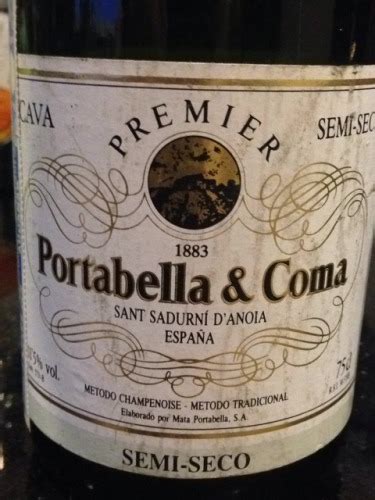 CAVA
SEMI-SECO
PREMIER
1883
Portabella & Coma
SANT SADURNÍ D'ANOIA
ESPAÑA
vol.
METODO CHAMPENOISE - METODO TRADICIONAL
Elaborado por Mata Portabella, S.A.
SEMI-SECO